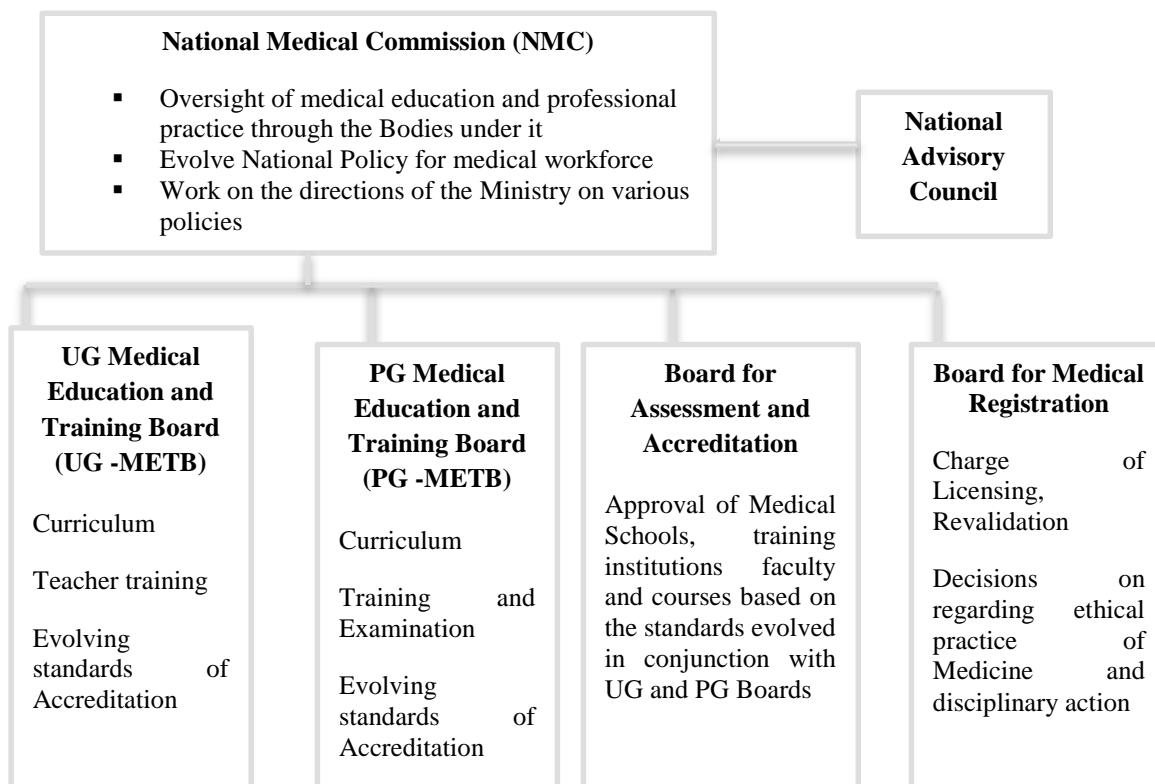 National Medical Commission (NMC)
▪ Oversight of medical education and professional
practice through the Bodies under it
▪ Evolve National Policy for medical workforce
▪ Work on the directions of the Ministry on various
policies
National
Advisory
Council
UG Medical
Education and
Training Board
(UG -METB)
Curriculum
Teacher training
Evolving
standards of
Accreditation
PG Medical
Education and
Training Board
(PG -METB)
Curriculum
Training and
Examination
Evolving
standards of
Accreditation
Board for
Assessment and
Accreditation
Approval of Medical
Schools, training
institutions faculty
and courses based on
the standards evolved
in conjunction with
UG and PG Boards
Board for Medical
Registration
Charge of
Licensing,
Revalidation
Decisions on
regarding ethical
practice of
Medicine and
disciplinary action